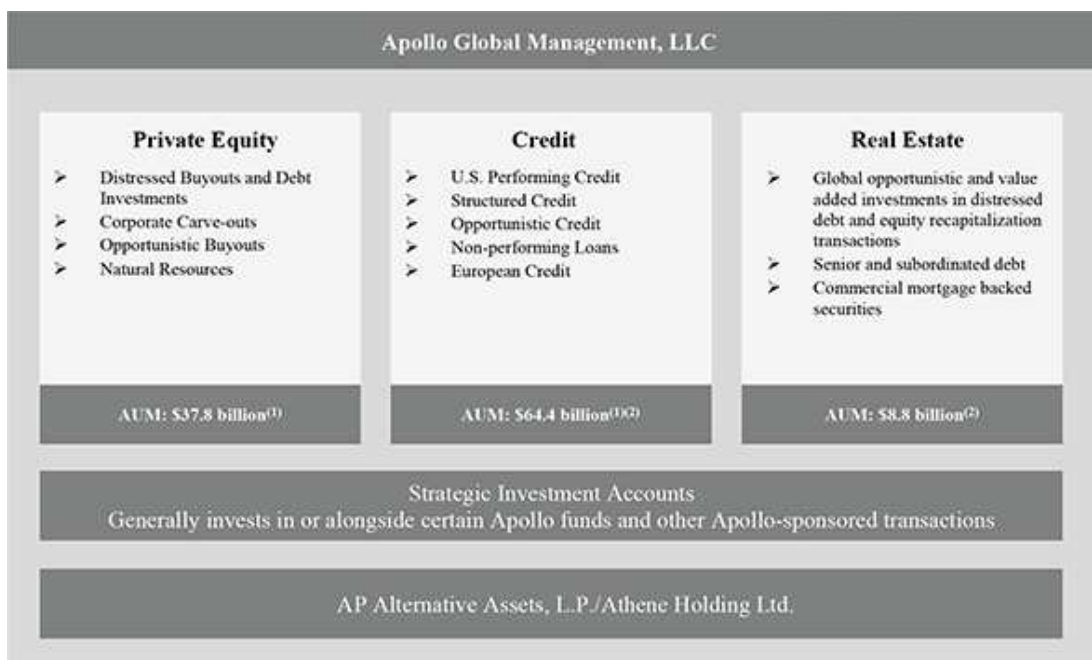 Apollo Global Management, LLC
Private Equity
➢ Distressed Buyouts and Debt
Investments
➢ Corporate Carve-outs
➢ Opportunistic Buyouts
➢ Natural Resources
AUM: $37.8 billion(1)
Credit
➢ U.S. Performing Credit
➢ Structured Credit
➢ Opportunistic Credit
➢ Non-performing Loans
➢ European Credit
AUM: $64.4 billion(1)(2)
Real Estate
➢ Global opportunistic and value
added investments in distressed
debt and equity recapitalization
transactions
➢ Senior and subordinated debt
➢ Commercial mortgage backed
securities
AUM: $8.8 billion(2)
Strategic Investment Accounts
Generally invests in or alongside certain Apollo funds and other Apollo-sponsored transactions
AP Alternative Assets, L.P./Athene Holding Ltd.